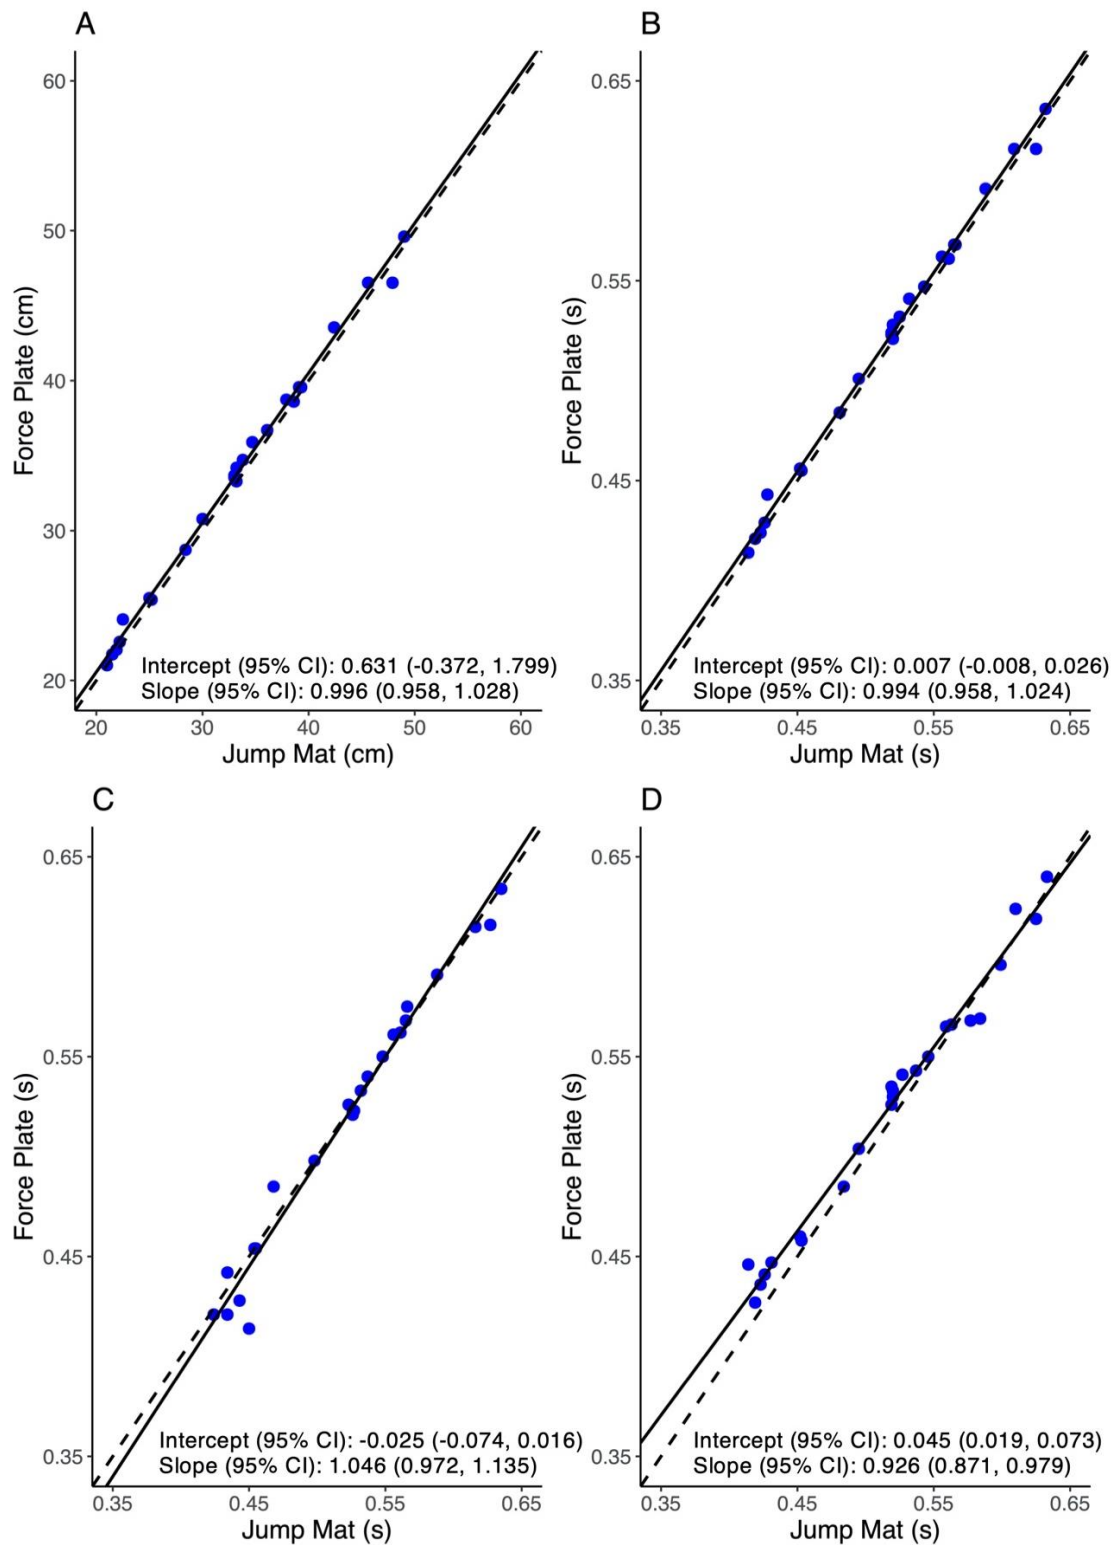 A
60
50
40
30
20
Force Plate (cm)
Intercept (95% CI): 0.631 (-0.372, 1.799)
Slope (95% CI): 0.996 (0.958, 1.028)
20 30 40 50 60
Jump Mat (cm)
B
0.65
0.55
0.45
0.35
Force Plate (s)
Intercept (95% CI): 0.007 (-0.008, 0.026)
Slope (95% CI): 0.994 (0.958, 1.024)
0.35 0.45 0.55 0.65
Jump Mat (s)
C
0.65
0.55
0.45
0.35
Force Plate (s)
Intercept (95% CI): -0.025 (-0.074, 0.016)
Slope (95% CI): 1.046 (0.972, 1.135)
0.35 0.45 0.55 0.65
Jump Mat (s)
D
0.65
0.55
0.45
0.35
Force Plate (s)
Intercept (95% CI): 0.045 (0.019, 0.073)
Slope (95% CI): 0.926 (0.871, 0.979)
0.35 0.45 0.55 0.65
Jump Mat (s)